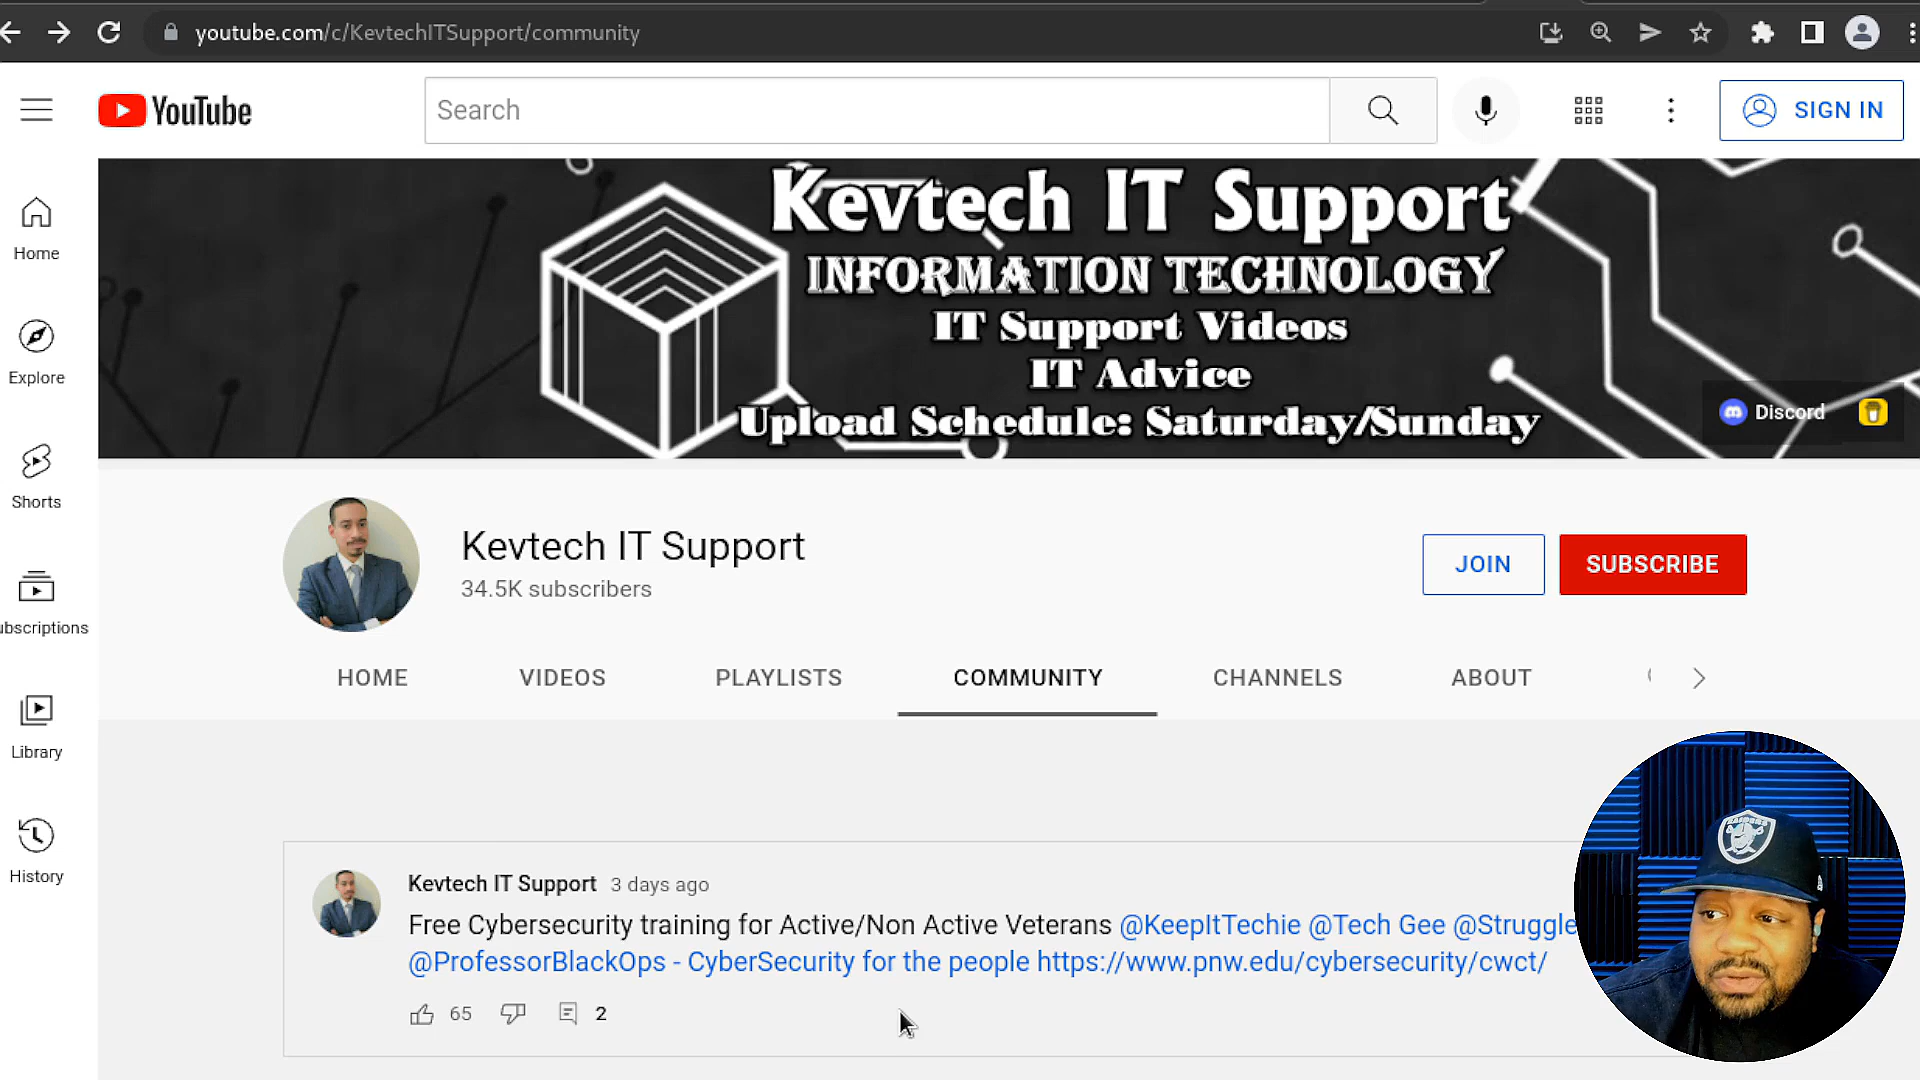 youtube.com/c/KevtechITSupport/community
YouTube
Search
SIGN IN
Kevtech IT Support
INFORMATION TECHNOLOGY
IT Support Videos
IT Advice
Upload Schedule: Saturday/Sunday
Discord
Home
Explore
Shorts
ubscriptions
Library
History
Kevtech IT Support
34.5K subscribers
JOIN
SUBSCRIBE
HOME
VIDEOS
PLAYLISTS
COMMUNITY
CHANNELS
ABOUT
Kevtech IT Support 3 days ago
Free Cybersecurity training for Active/Non Active Veterans @KeepItTechie @Tech Gee @Struggle
@ProfessorBlackOps - CyberSecurity for the people https://www.pnw.edu/cybersecurity/cwct/
65
2
RAIDERS